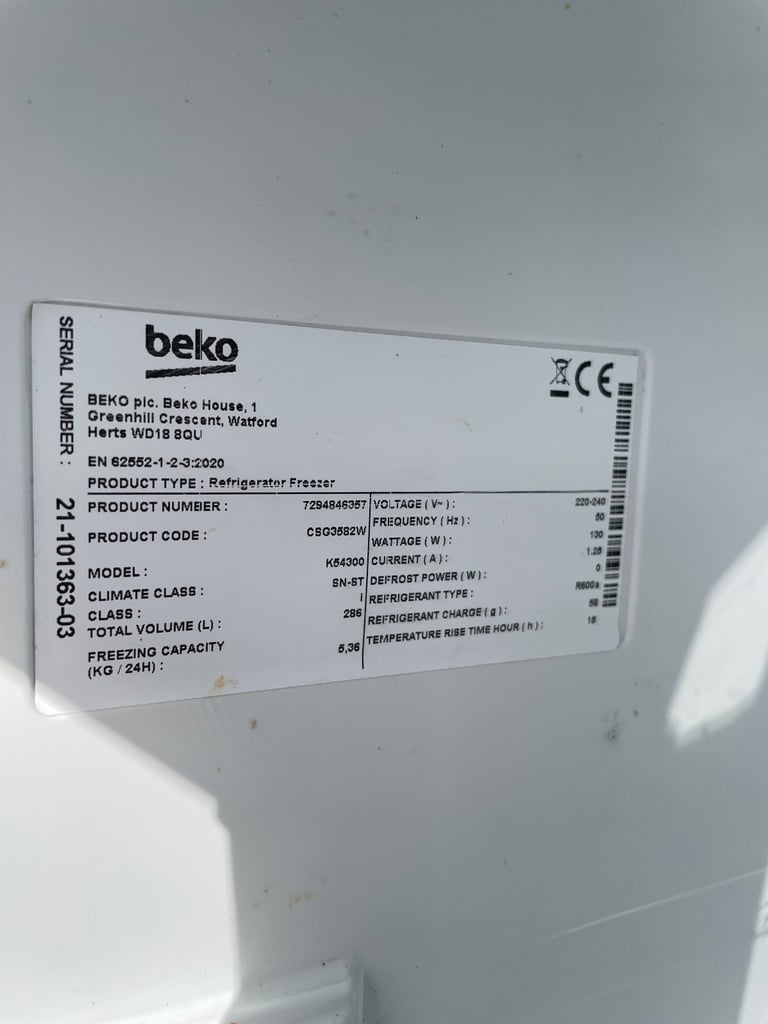 beko
BEKO plc. Beko House, 1
Greenhill Crescent, Watford
Herts WD18 8QU
EN 62552-1-2-3:2020
PRODUCT TYPE : Refrigerator Freezer
PRODUCT NUMBER : 7294846357
PRODUCT CODE : CSG3582W
MODEL : K54300
CLIMATE CLASS : SN-ST
CLASS : I
TOTAL VOLUME (L) : 286
FREEZING CAPACITY 5,36
(KG / 24H) :
VOLTAGE ( V~ ) : 220-240
FREQUENCY ( Hz ) : 50
WATTAGE ( W ) : 130
CURRENT ( A ) : 1.25
DEFROST POWER ( W ) : 0
REFRIGERANT TYPE : R600a
REFRIGERANT CHARGE ( g ) :
TEMPERATURE RISE TIME HOUR ( h ) :
SERIAL NUMBER : 21-101363-03
CE